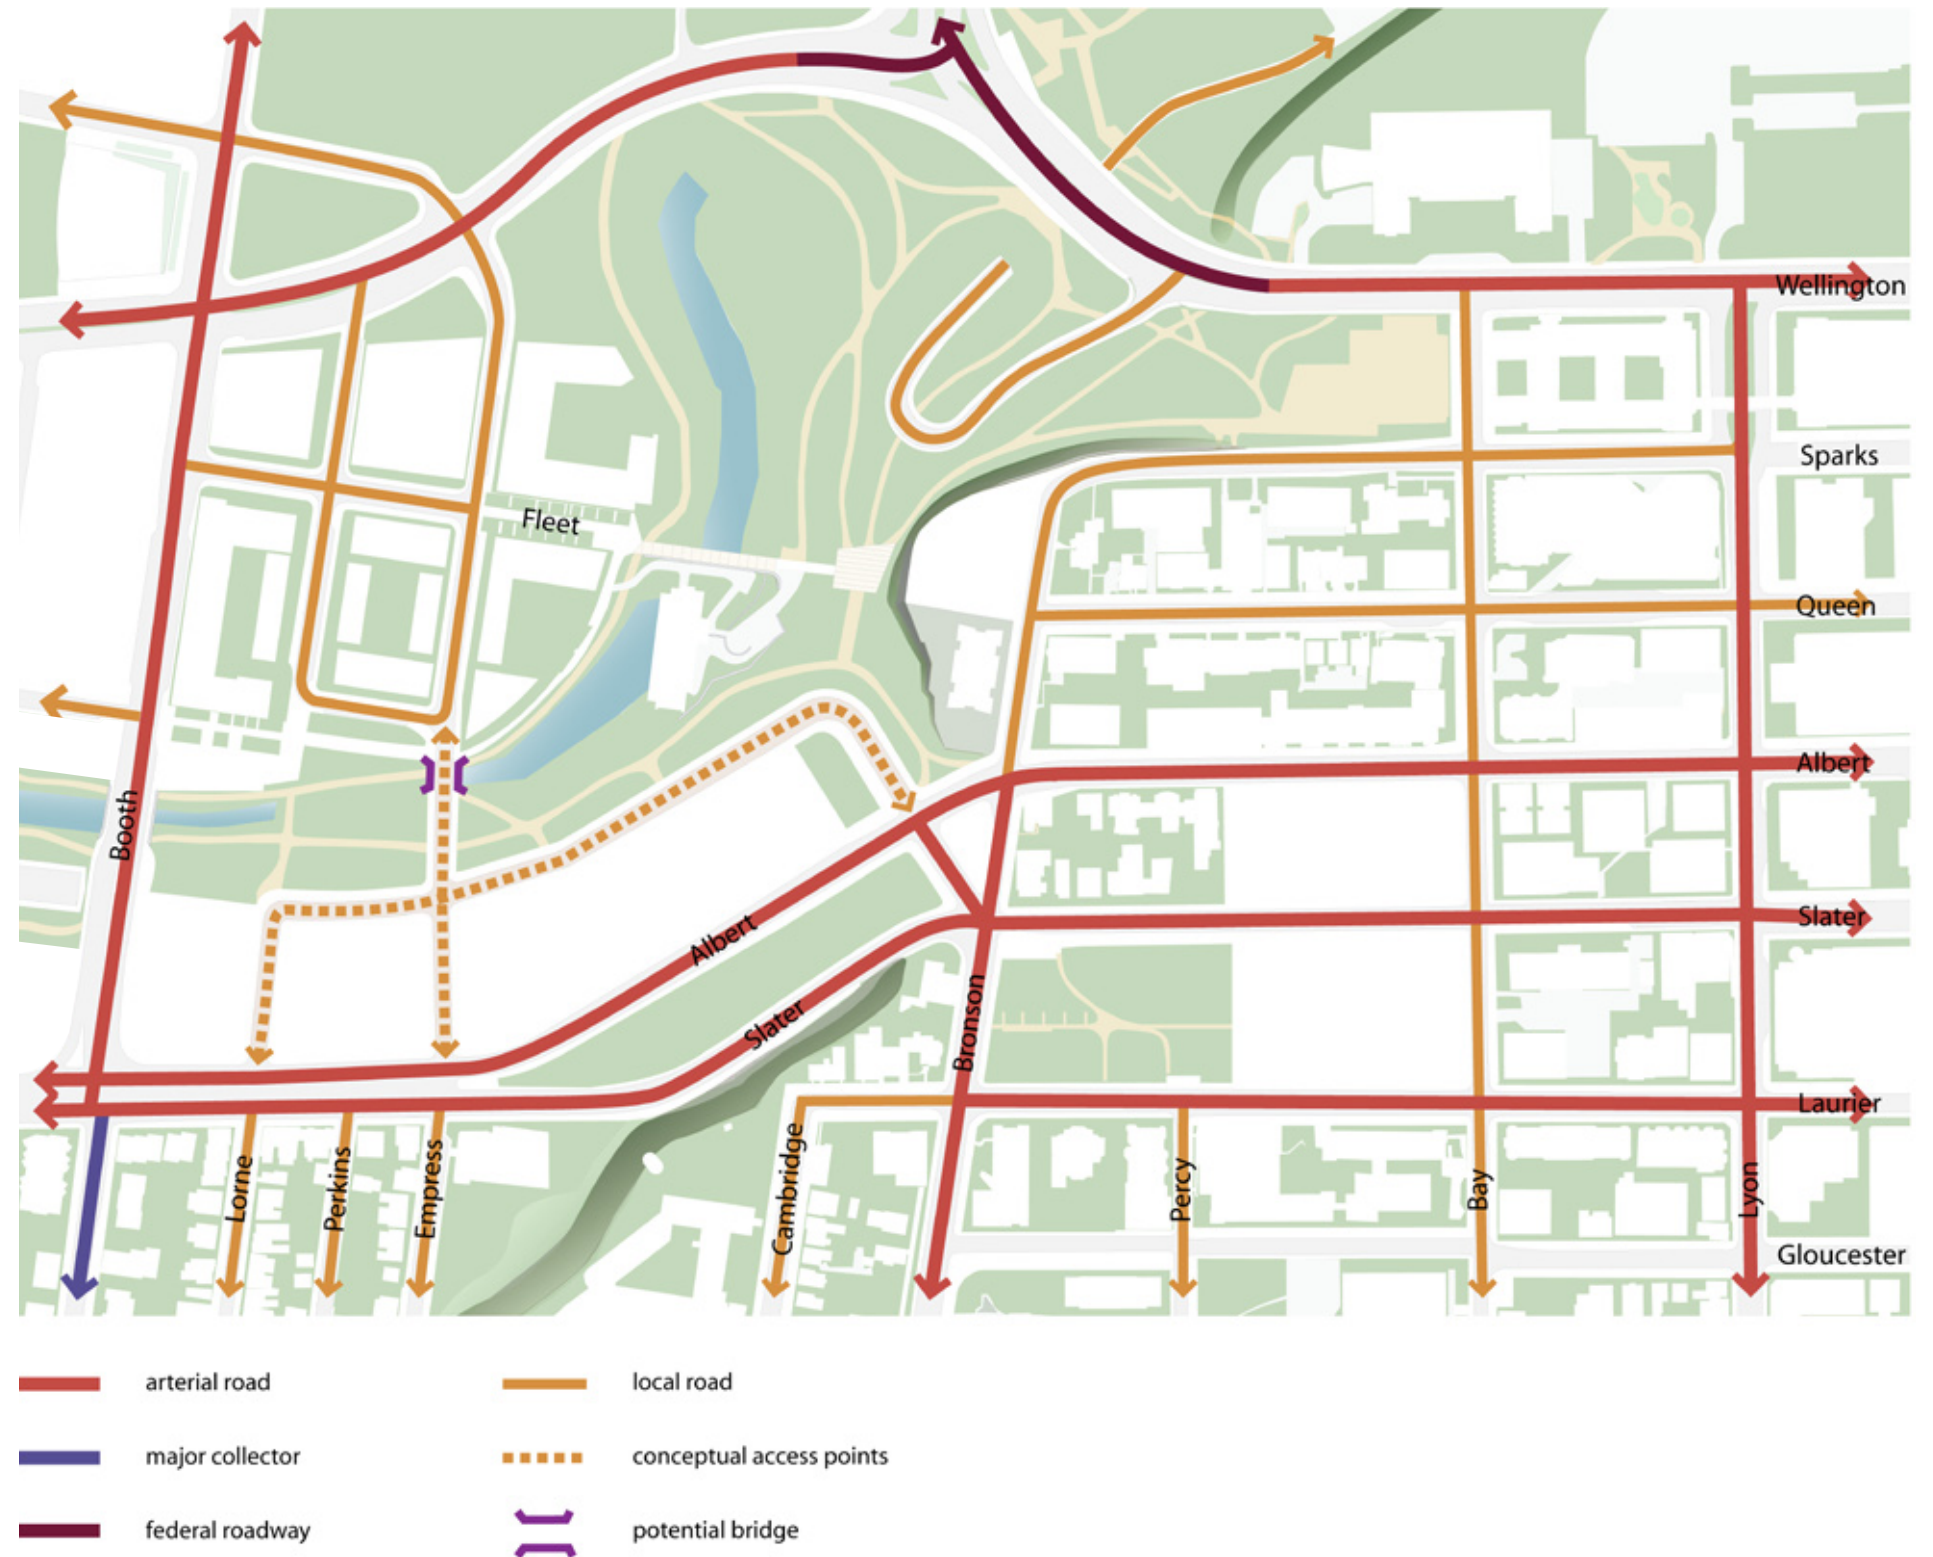 Wellington
Sparks
Fleet
Queen
Albert
Booth
Slater
Albert
Slater
Bronson
Laurier
Lorne
Perkins
Empress
Cambridge
Percy
Bay
Lyon
Gloucester
arterial road
local road
major collector
conceptual access points
federal roadway
potential bridge